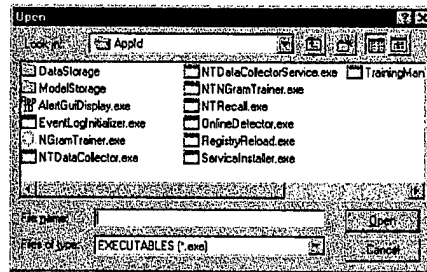 Open
Look in: AppId
DataStorage
ModelStorage
AlertGuiDisplay.exe
EventLogInitializer.exe
NGramTrainer.exe
NTDataCollector.exe
NTDataCollectorService.exe
NTNGramTrainer.exe
NTRecall.exe
OnlineDetector.exe
RegistryReload.exe
ServiceInstaller.exe
TrainingMan
File name:
Open
Files of type: EXECUTABLES (*.exe)
Cancel